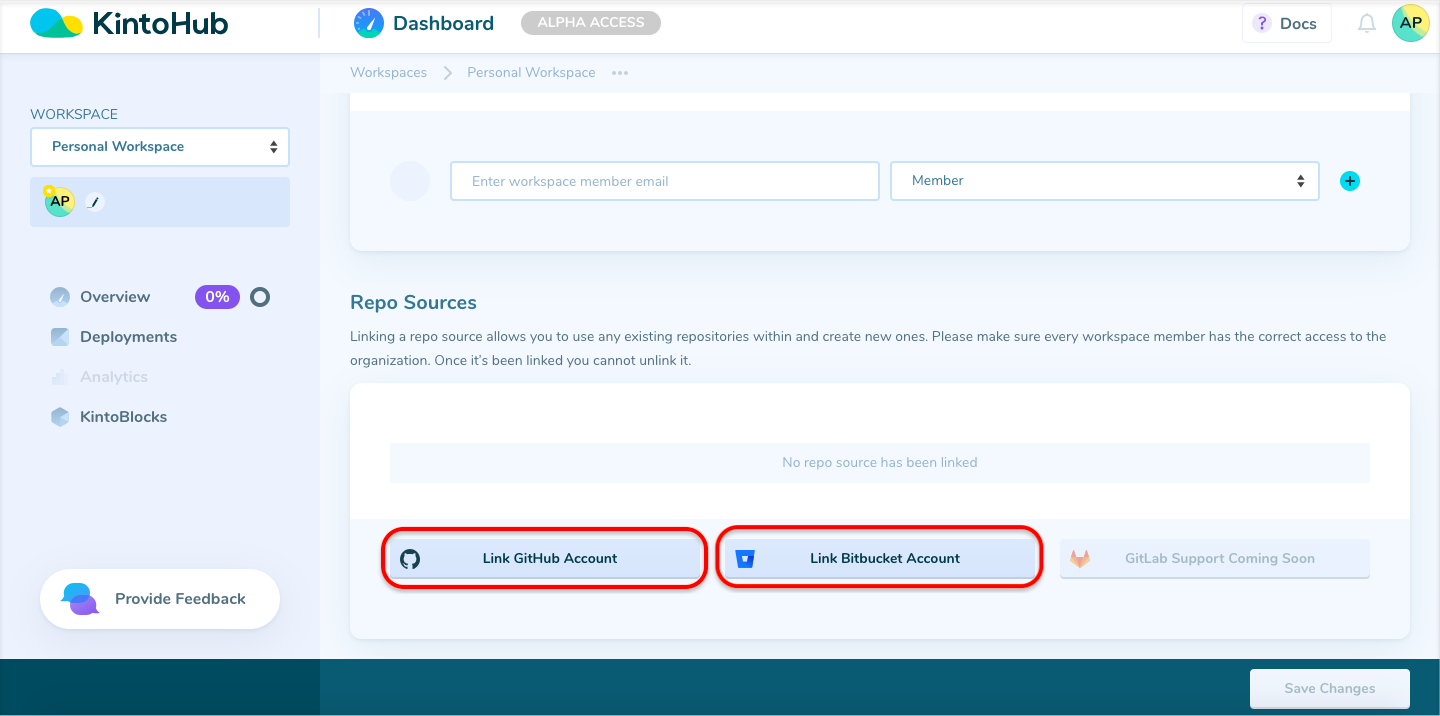 KintoHub
Dashboard
ALPHA ACCESS
? Docs
AP
Workspaces
Personal Workspace
WORKSPACE
Personal Workspace
AP
Enter workspace member email
Member
Overview
0%
Deployments
Analytics
KintoBlocks
Repo Sources
Linking a repo source allows you to use any existing repositories within and create new ones. Please make sure every workspace member has the correct access to the
organization. Once it's been linked you cannot unlink it.
No repo source has been linked
Link GitHub Account
Link Bitbucket Account
GitLab Support Coming Soon
Provide Feedback
Save Changes